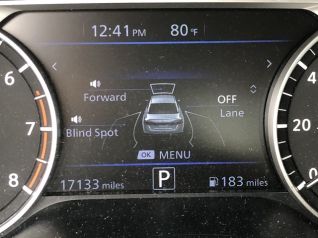 12:41 PM 80°F
Forward
OFF
Lane
Blind Spot
OK MENU
17133 miles P 183 miles
6
7
8
20
0